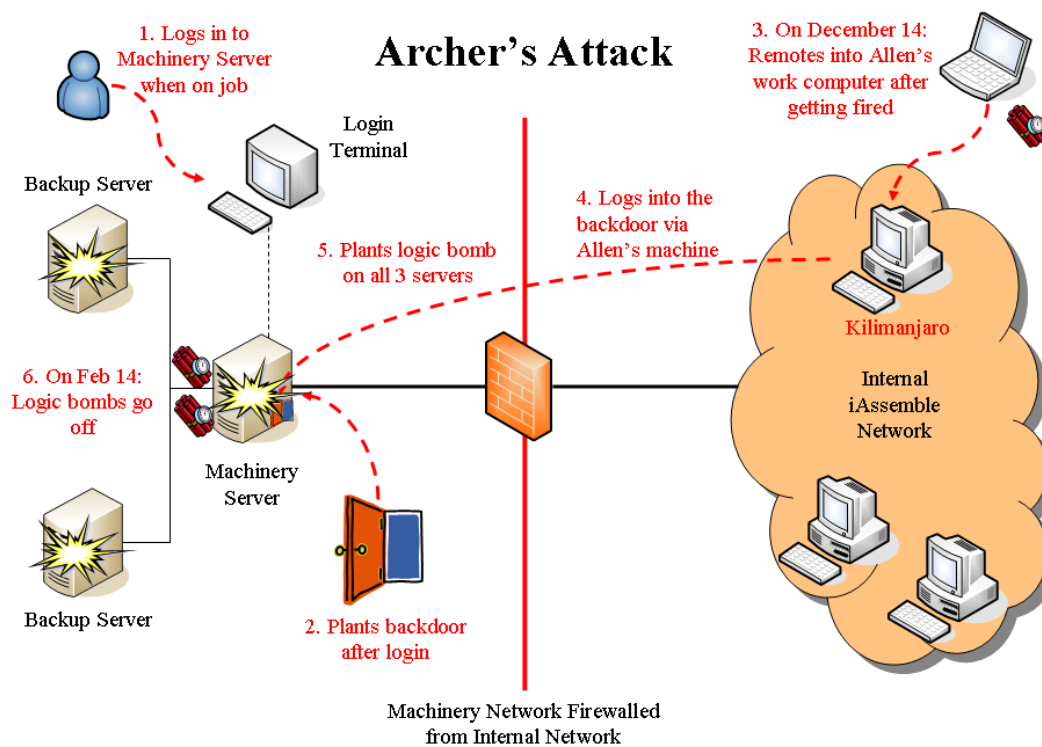 Archer's Attack
1. Logs in to
Machinery Server
when on job
3. On December 14:
Remotes into Allen's
work computer after
getting fired
Login
Terminal
Backup Server
4. Logs into the
backdoor via
Allen's machine
5. Plants logic bomb
on all 3 servers
Kilimanjaro
6. On Feb 14:
Logic bombs go
off
Internal
iAssemble
Network
Machinery
Server
Backup Server
2. Plants backdoor
after login
Machinery Network Firewalled
from Internal Network